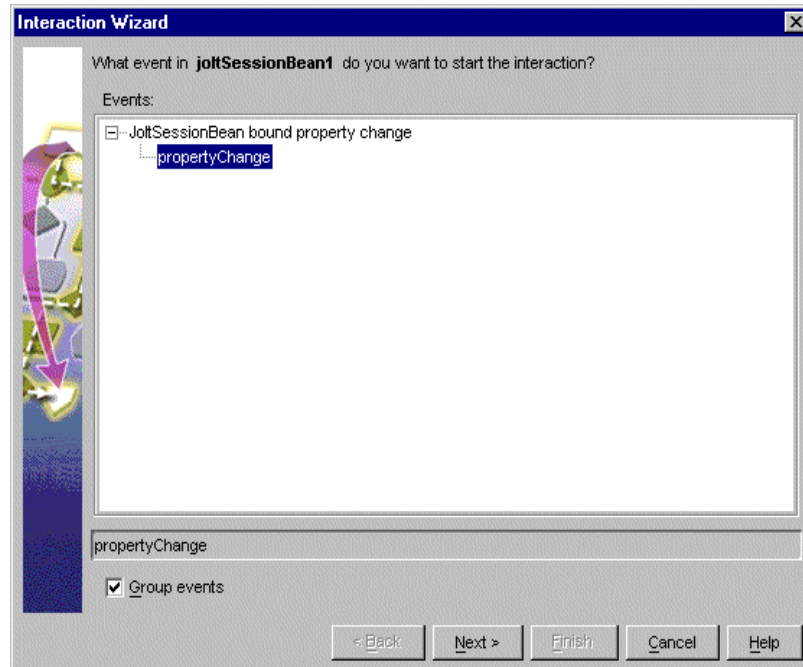 Interaction Wizard
What event in joltSessionBean1 do you want to start the interaction?
Events:
JoltSessionBean bound property change
propertyChange
propertyChange
Group events
< Back Next > Finish Cancel Help